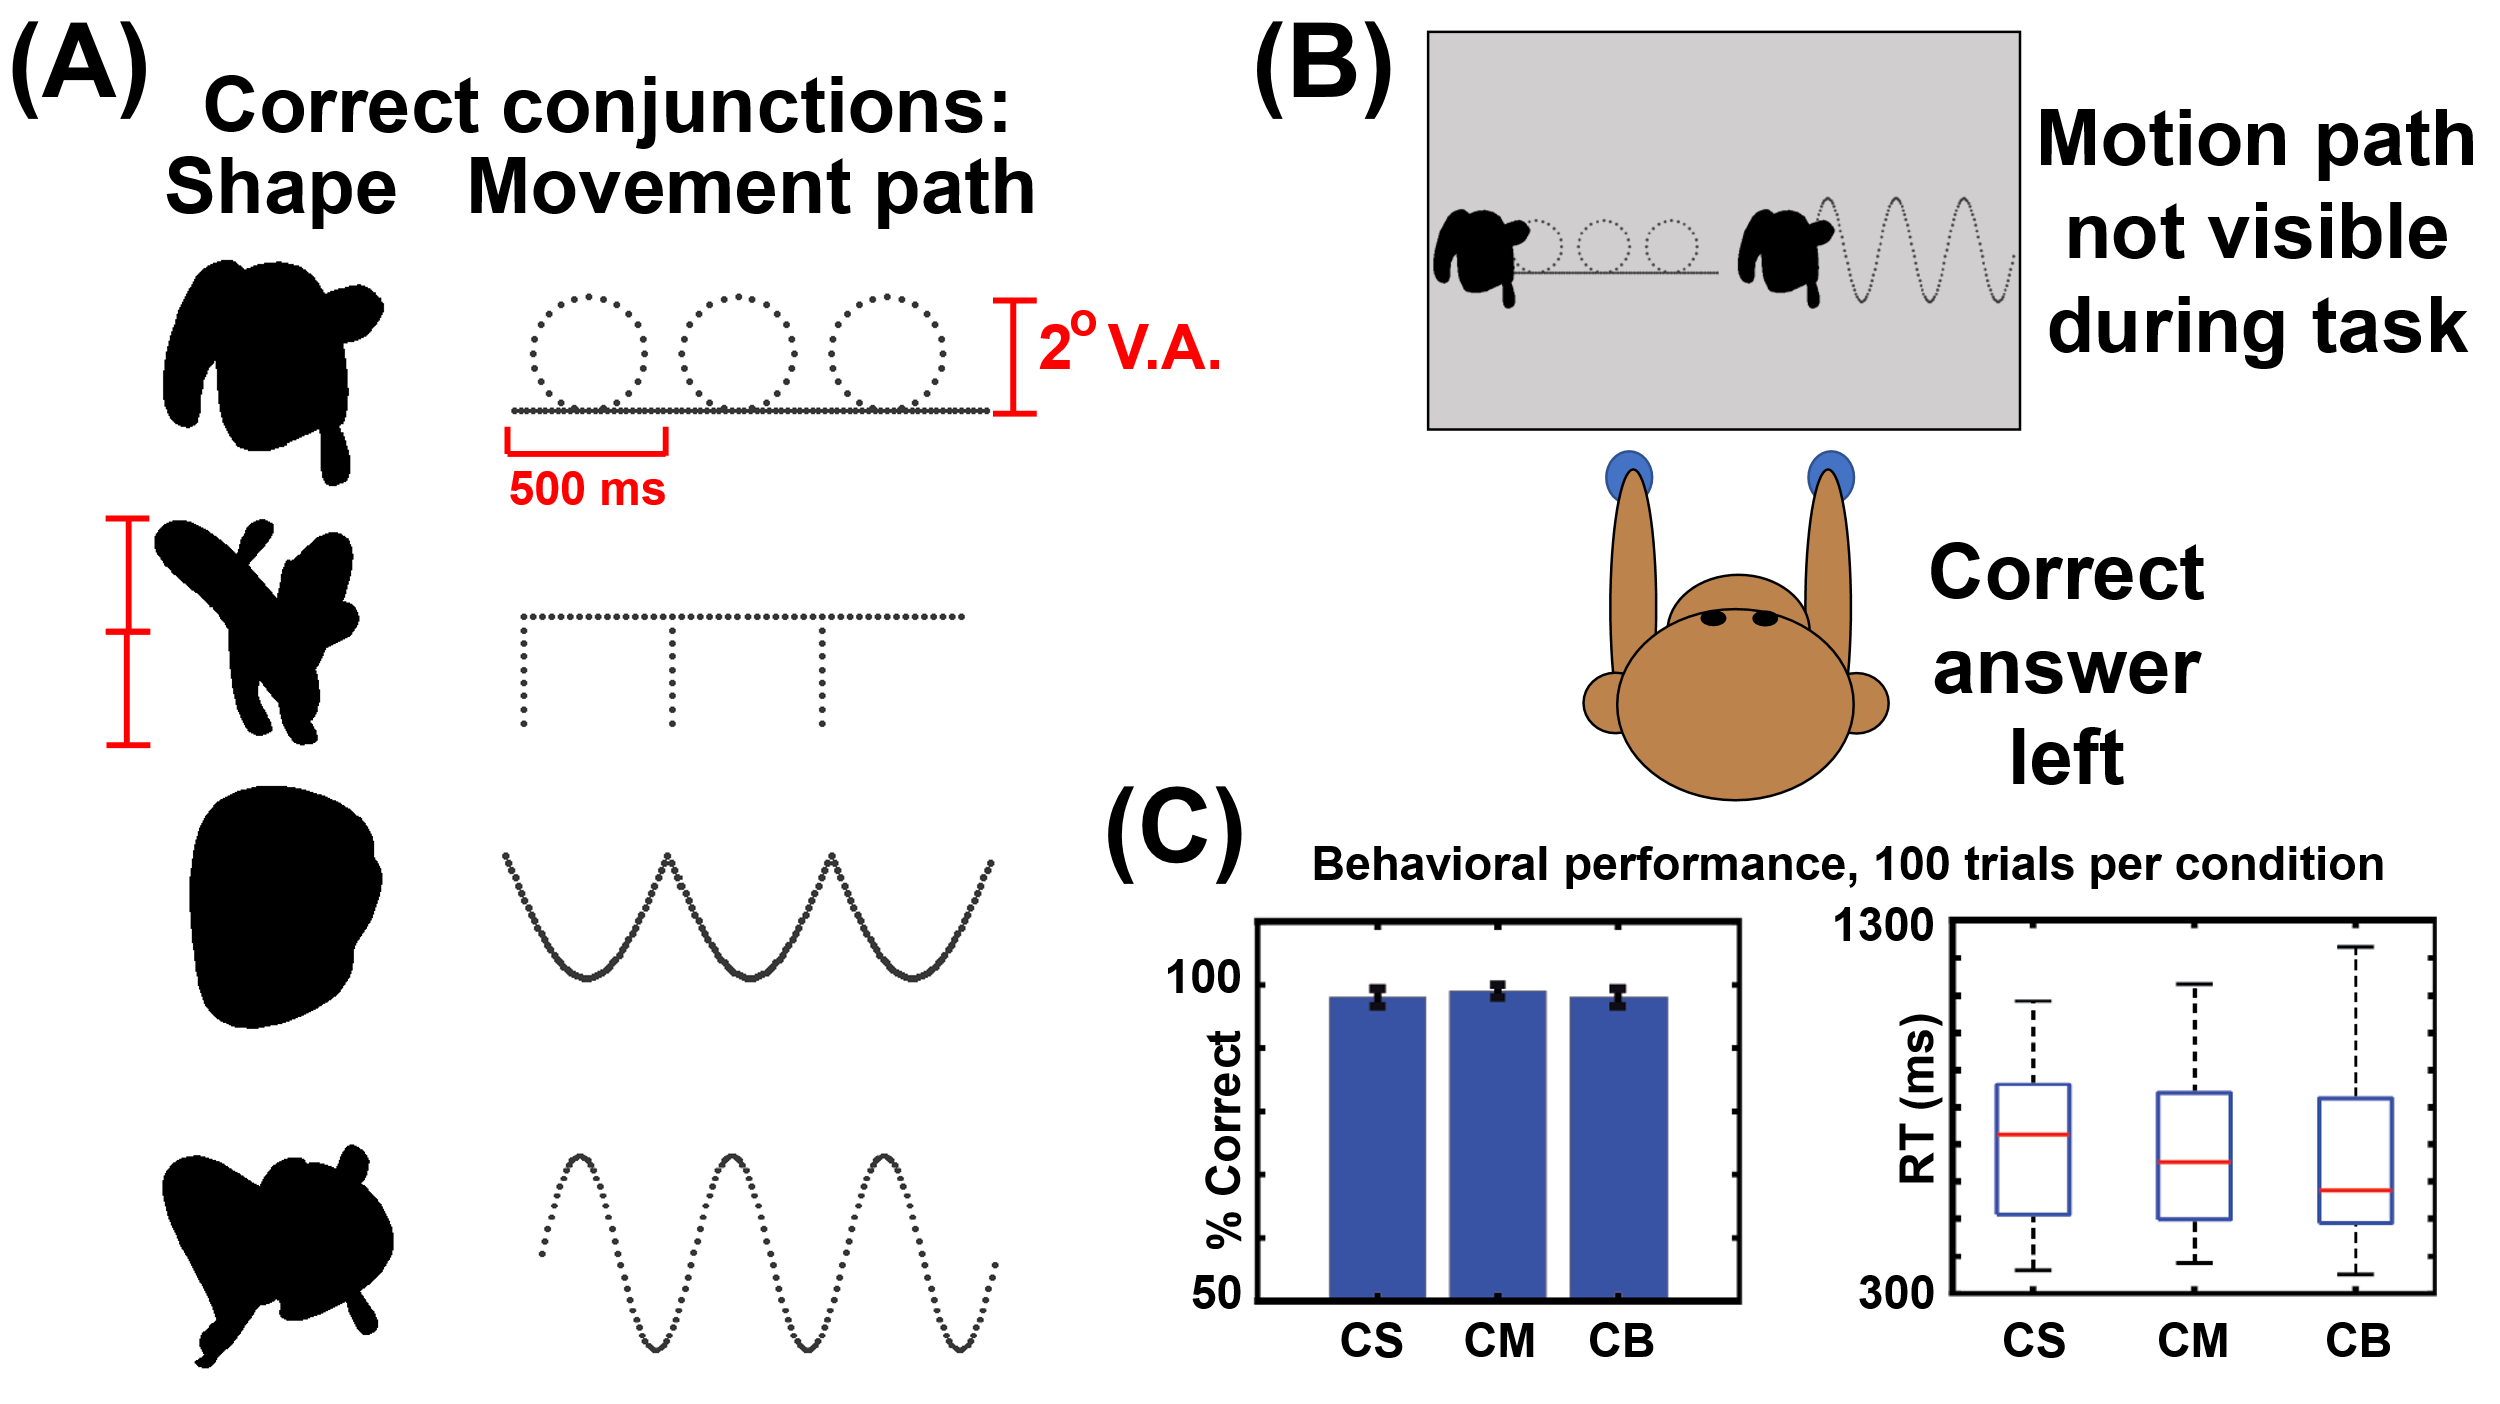 (A)
Correct conjunctions:
Shape Movement path
2° V.A.
500 ms
(B)
Motion path
not visible
during task
Correct
answer
left
(C)
Behavioral performance, 100 trials per condition
100
% Correct
50
CS CM CB
1300
RT (ms)
300
CS CM CB